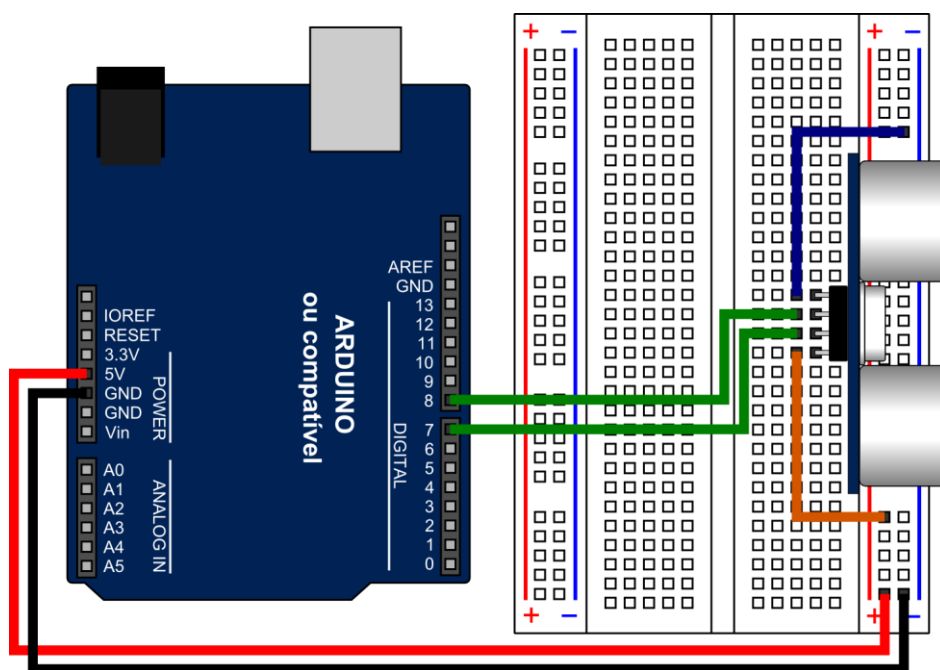 + −
+ −
IOREF
RESET
3.3V
5V
GND
GND
Vin
POWER
A0
A1
A2
A3
A4
A5
ANALOG IN
ARDUINO
ou compatível
AREF
GND
13
12
11
10
9
8
7
6
5
4
3
2
1
0
DIGITAL
+ −
+ −